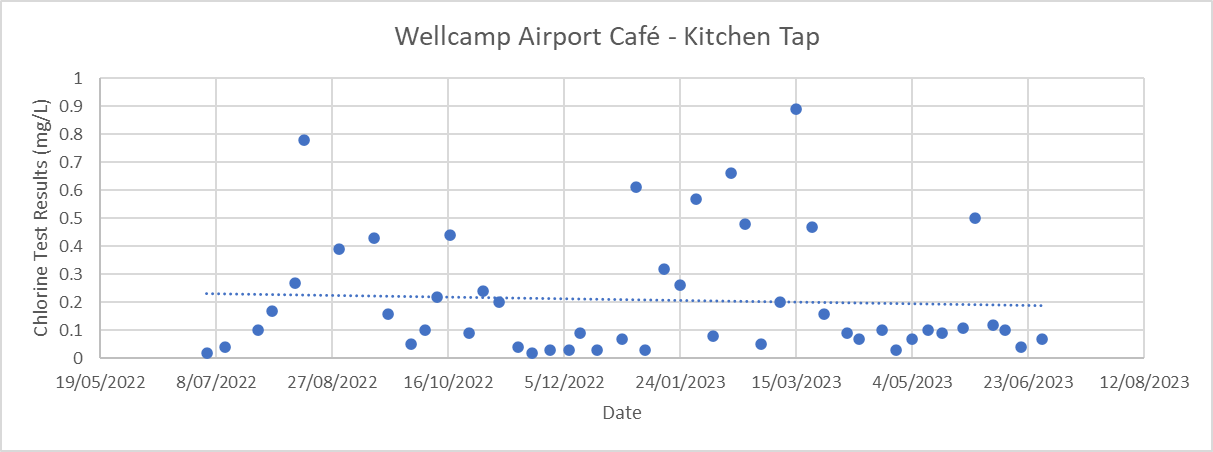 Wellcamp Airport Café - Kitchen Tap
Chlorine Test Results (mg/L)
1
0.9
0.8
0.7
0.6
0.5
0.4
0.3
0.2
0.1
0
19/05/2022 8/07/2022 27/08/2022 16/10/2022 5/12/2022 24/01/2023 15/03/2023 4/05/2023 23/06/2023 12/08/2023
Date